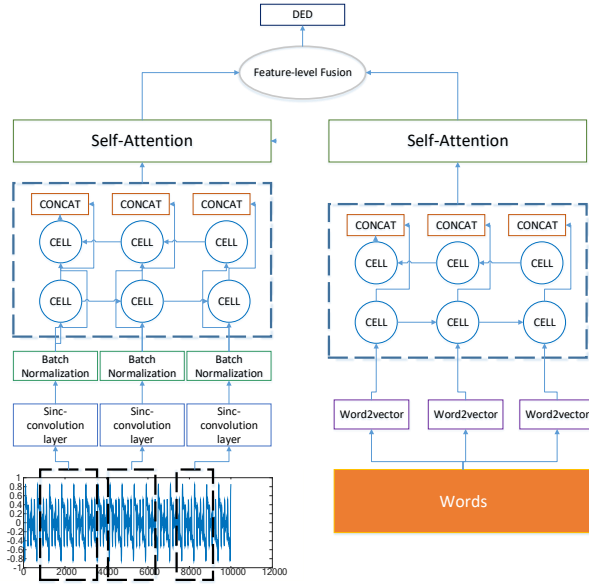 DED
Feature-level Fusion
Self-Attention
Self-Attention
CONCAT CONCAT CONCAT
CELL CELL CELL
CELL CELL CELL
CONCAT CONCAT CONCAT
CELL CELL CELL
CELL CELL CELL
Batch
Normalization
Batch
Normalization
Batch
Normalization
Sinc-
convolution
layer
Sinc-
convolution
layer
Sinc-
convolution
layer
Word2vector Word2vector Word2vector
Words
1
0.8
0.6
0.4
0.2
0
-0.2
-0.4
-0.6
-0.8
-1
0 2000 4000 6000 8000 10000 12000